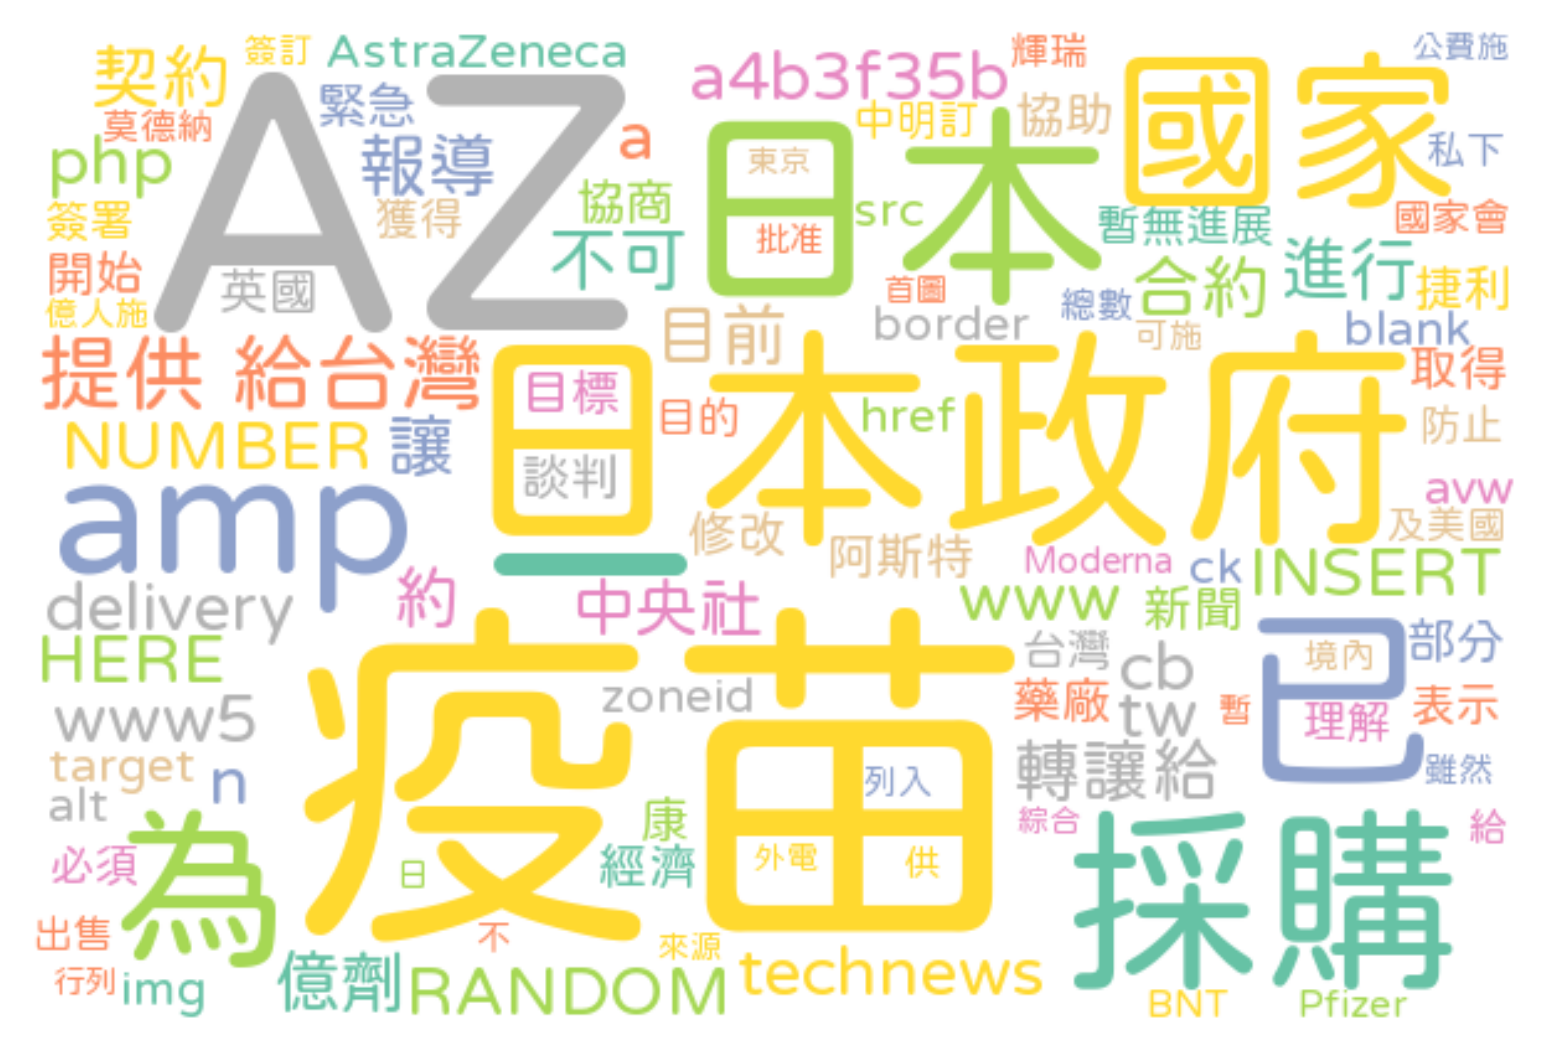 契約
簽訂
AstraZeneca
a4b3f35b
輝瑞
國家
公費施
莫德納
AZ
緊急
a
日本
中明訂
協助
php
報導
東京
私下
簽署
獲得
協商
src
批准
暫無進展
國家會
開始
英國
不可
首圖
總數
合約
進行
捷利
億人施
目前
border
可施
blank
提供
給台灣
目標
日本政府
取得
NUMBER
讓
目的
href
防止
談判
amp
修改
阿斯特
avw
及美國
一
Moderna
ck
INSERT
delivery
約
中央社
www
新聞
HERE
疫苗
台灣
cb
已
境內
部分
www5
zoneid
藥廠
tw
暫
理解
表示
target
n
列入
轉讓給
雖然
alt
為
康
綜合
採購
給
必須
日
經濟
外電
供
出售
不
來源
行列
img
億劑
RANDOM
technews
BNT
Pfizer